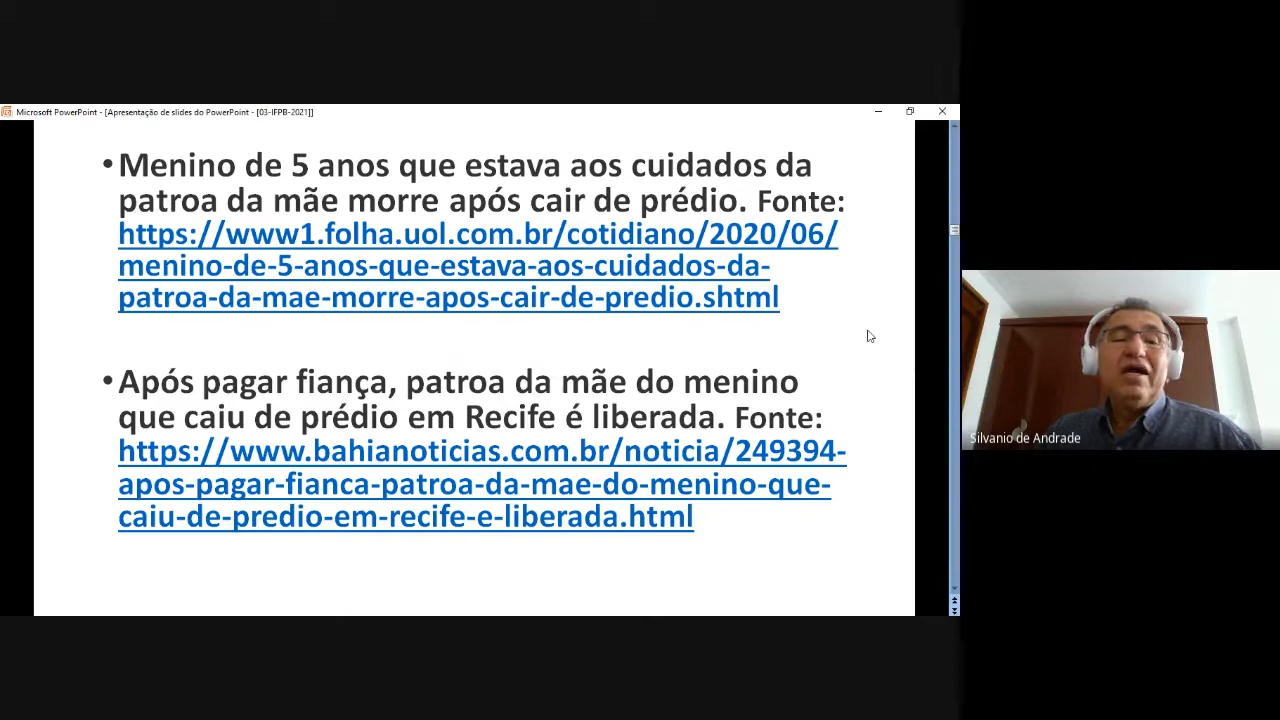 Microsoft PowerPoint - [Apresentação de slides do PowerPoint - [03-IFPB-2021]]
•Menino de 5 anos que estava aos cuidados da
patroa da mãe morre após cair de prédio. Fonte:
https://www1.folha.uol.com.br/cotidiano/2020/06/
menino-de-5-anos-que-estava-aos-cuidados-da-
patroa-da-mae-morre-apos-cair-de-predio.shtml
•Após pagar fiança, patroa da mãe do menino
que caiu de prédio em Recife é liberada. Fonte:
https://www.bahianoticias.com.br/noticia/249394-
apos-pagar-fianca-patroa-da-mae-do-menino-que-
caiu-de-predio-em-recife-e-liberada.html
Silvanio de Andrade